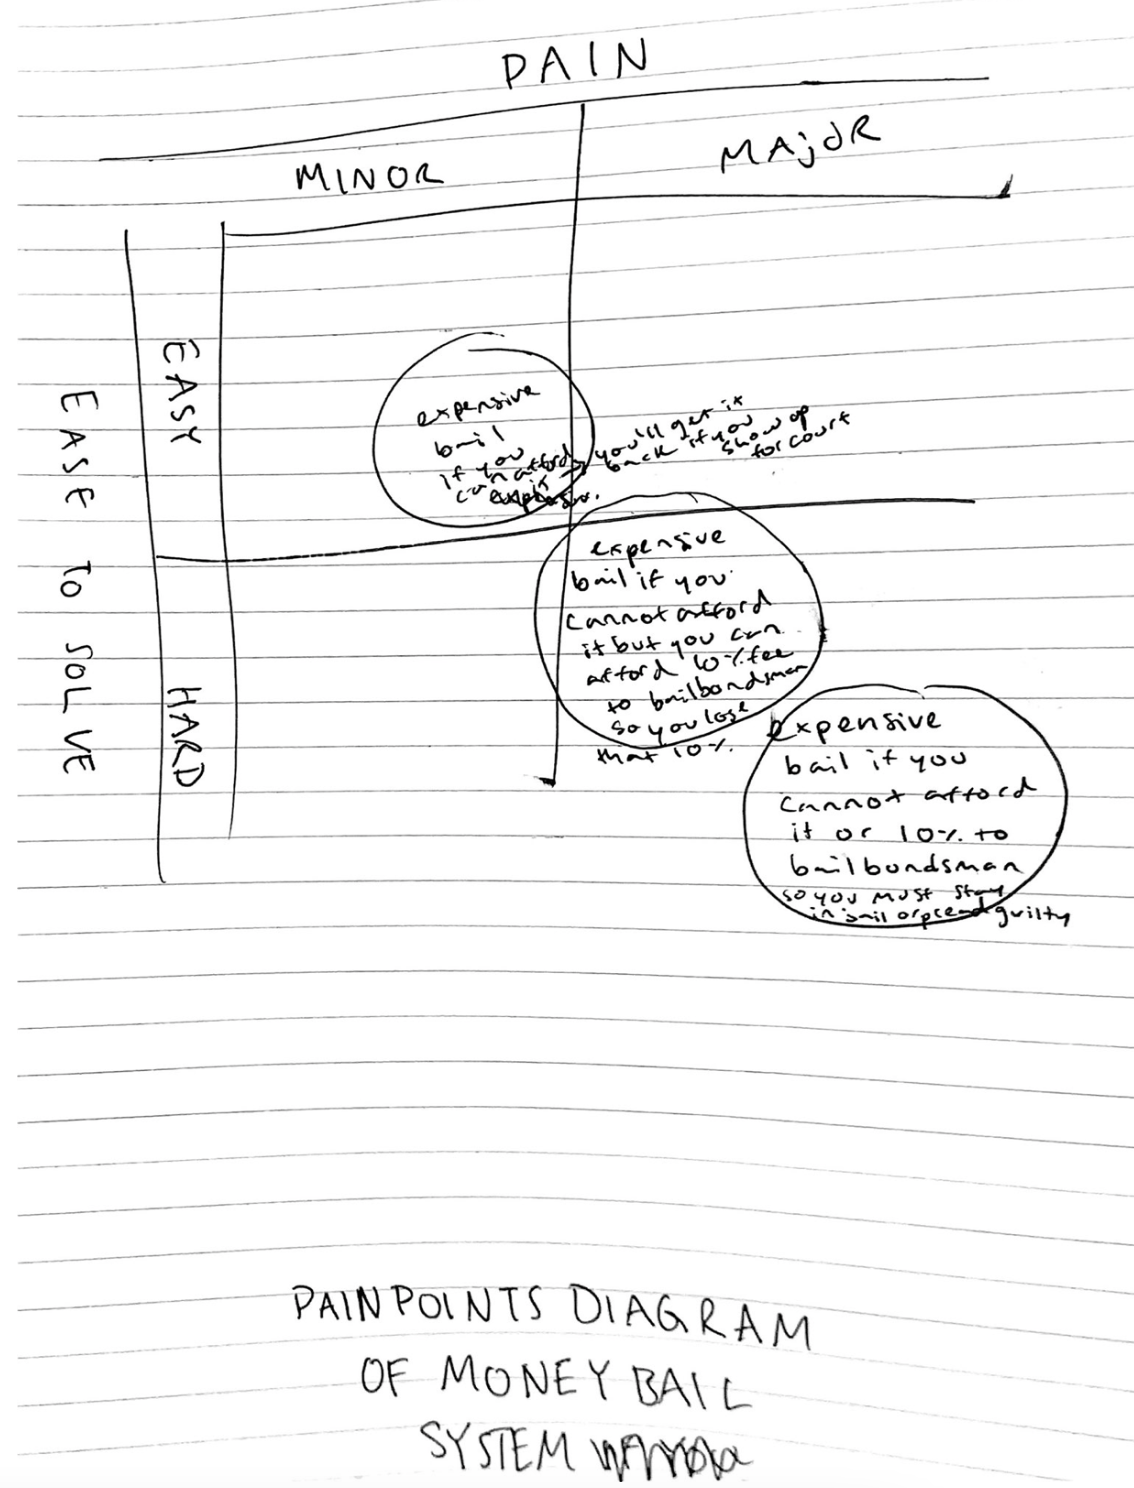 PAIN
MINOR
MAJOR
EASE TO SOLVE
EASY
HARD
expensive
bail
if you
can afford
it → you'll get it
back if you
show up
for court
expensive
bail if you
cannot afford
it but you can
afford 10% fee
to bailbondsman
so you lose
that 10%.
expensive
bail if you
cannot afford
it or 10% to
bailbondsman
so you must stay
in jail or plead guilty
PAINPOINTS DIAGRAM
OF MONEY BAIL
SYSTEM